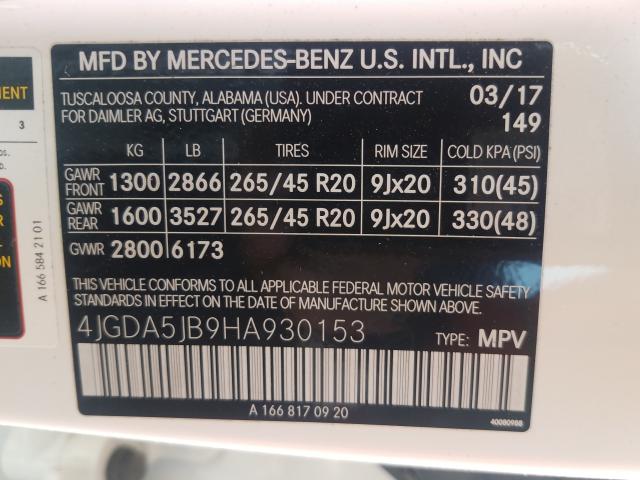 MFD BY MERCEDES-BENZ U.S. INTL., INC
TUSCALOOSA COUNTY, ALABAMA (USA). UNDER CONTRACT
FOR DAIMLER AG, STUTTGART (GERMANY)
03/17
149
KG LB TIRES RIM SIZE COLD KPA (PSI)
GAWR FRONT 1300 2866 265/45 R20 9Jx20 310(45)
GAWR REAR 1600 3527 265/45 R20 9Jx20 330(48)
GVWR 2800 6173
THIS VEHICLE CONFORMS TO ALL APPLICABLE FEDERAL MOTOR VEHICLE SAFETY
STANDARDS IN EFFECT ON THE DATE OF MANUFACTURE SHOWN ABOVE.
4JGDA5JB9HA930153 TYPE: MPV
A 166 817 09 20
40080988
A 166 584 21 01
3